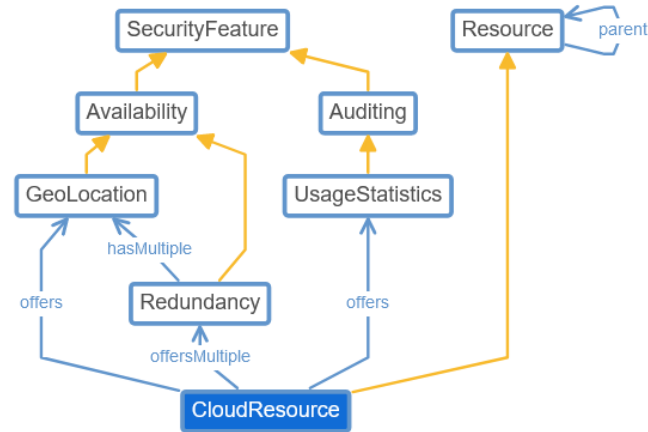 SecurityFeature
Resource
parent
Availability
Auditing
GeoLocation
UsageStatistics
hasMultiple
offers
Redundancy
offers
offersMultiple
CloudResource